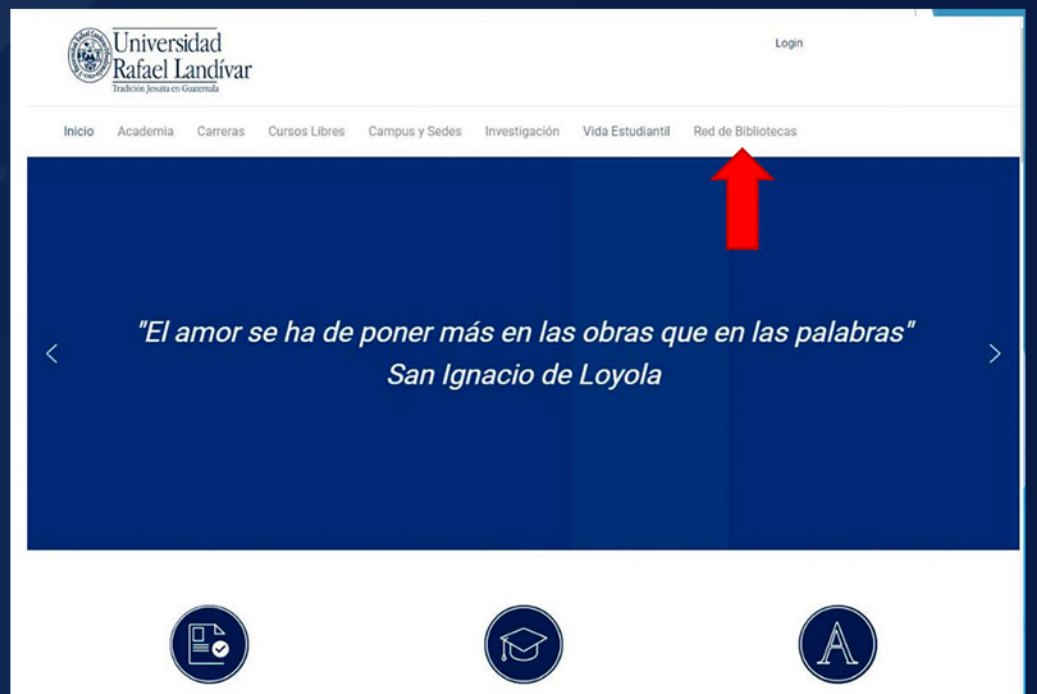 Universidad
Rafael Landívar
Tradición Jesuita en Guatemala
Login
Inicio Academia Carreras Cursos Libres Campus y Sedes Investigación Vida Estudiantil Red de Bibliotecas
"El amor se ha de poner más en las obras que en las palabras"
San Ignacio de Loyola
A